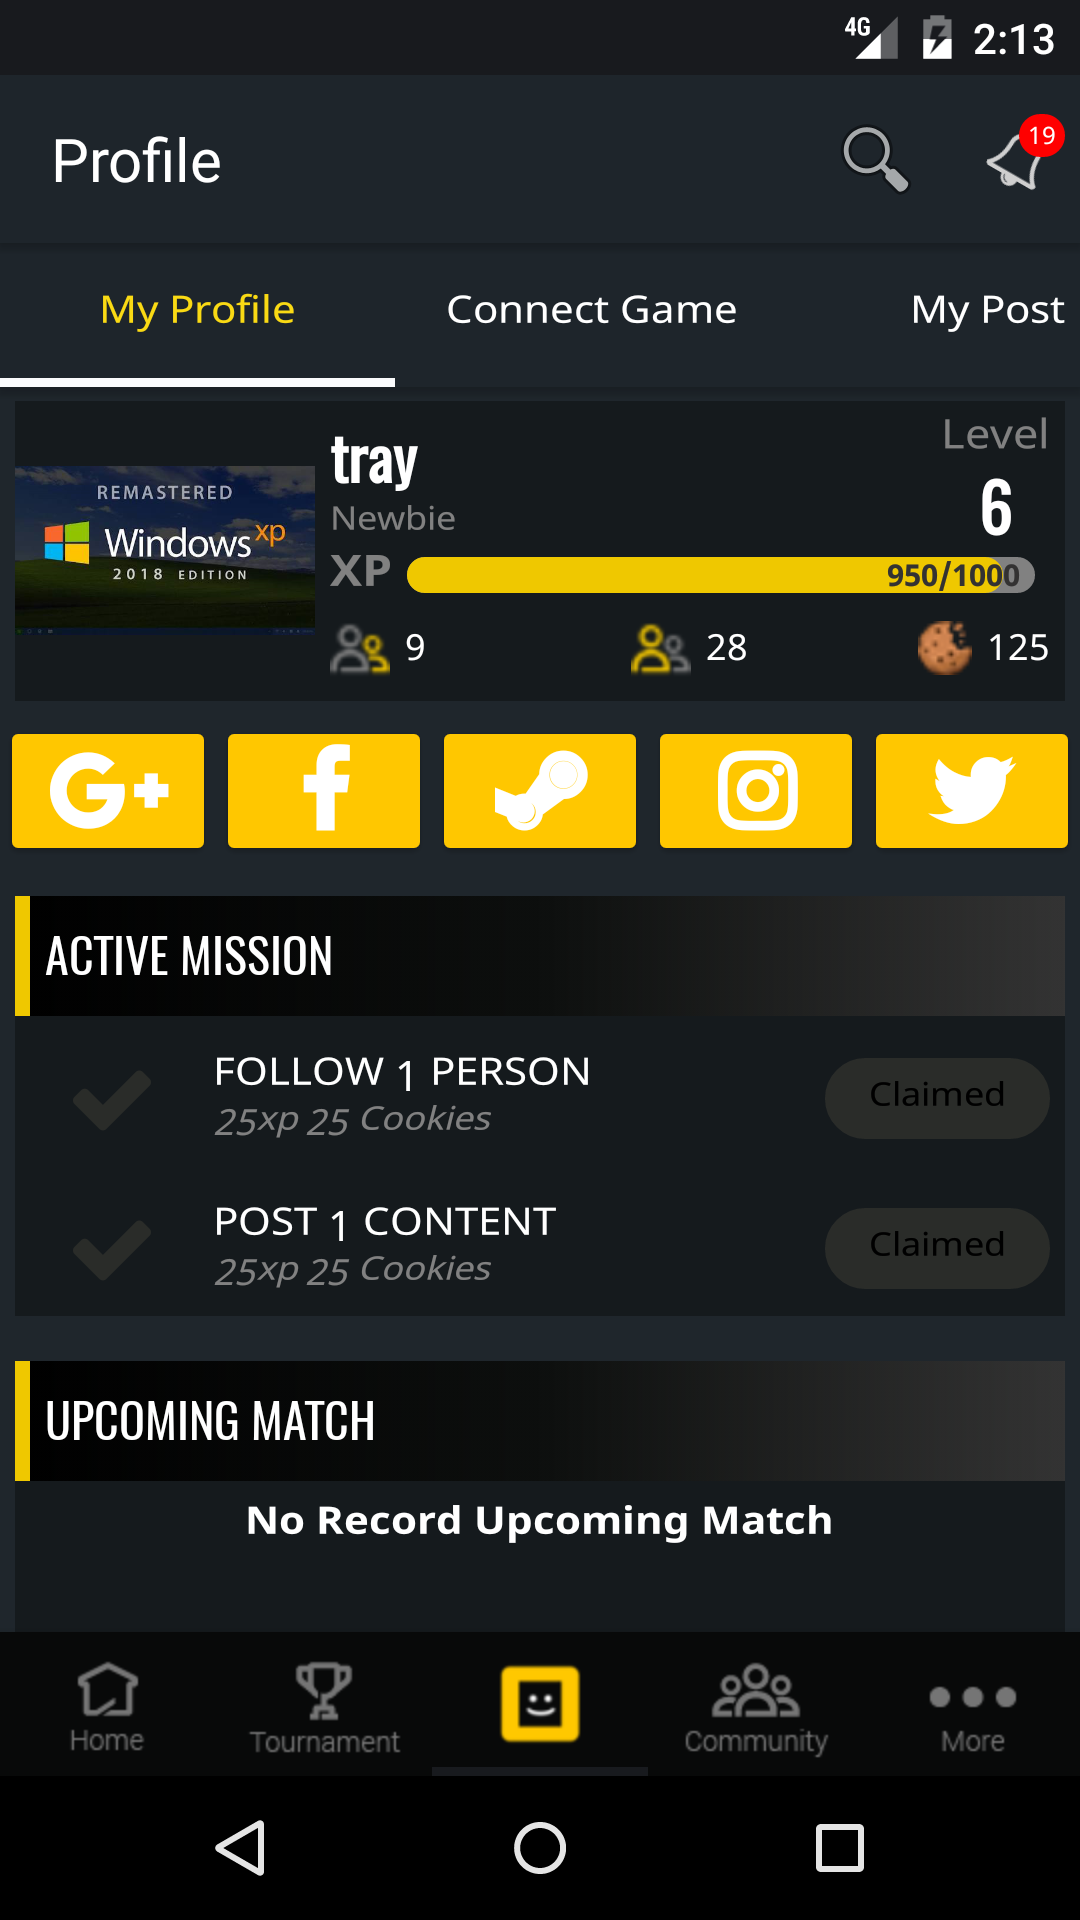 4G 2:13
Profile
19
My Profile Connect Game My Post
tray
Level
Newbie
6
XP 950/1000
9 28 125
REMASTERED
Windows xp
2018 EDITION
G+
ACTIVE MISSION
FOLLOW 1 PERSON
25xp 25 Cookies
Claimed
POST 1 CONTENT
25xp 25 Cookies
Claimed
UPCOMING MATCH
No Record Upcoming Match
Home Tournament Community More